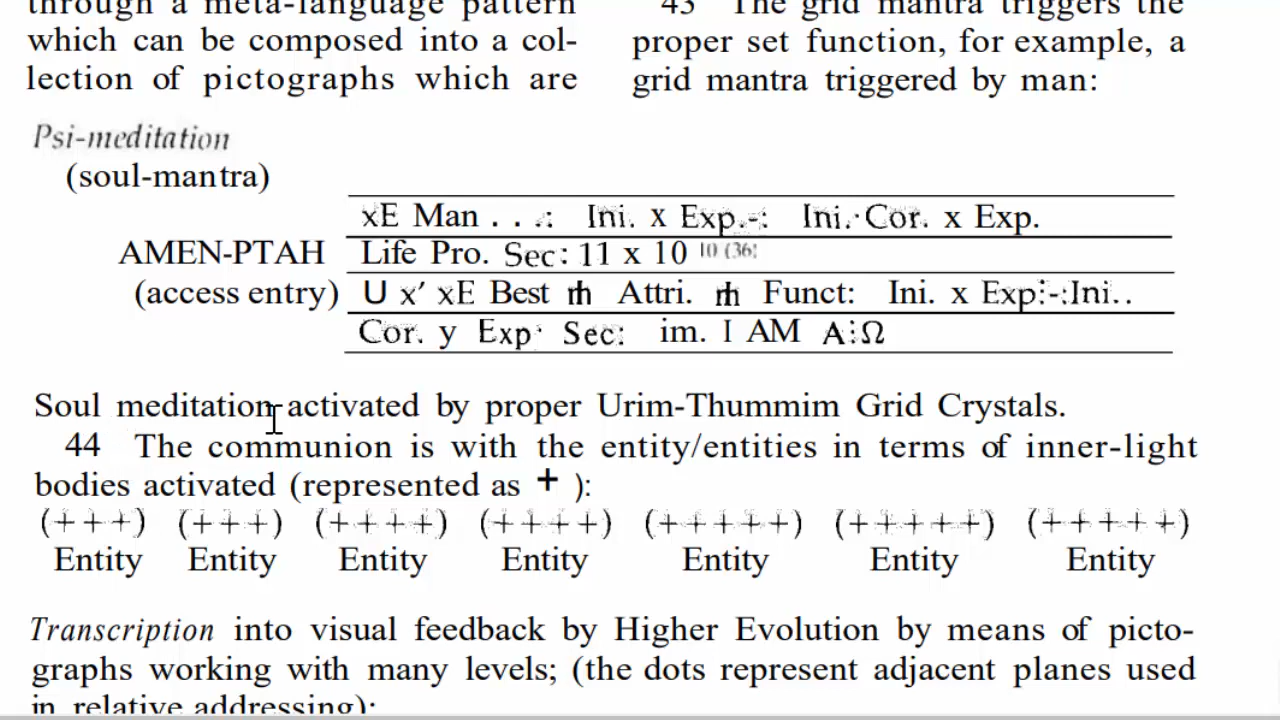 through a meta-language pattern
which can be composed into a col-
lection of pictographs which are
43 The grid mantra triggers the
proper set function, for example, a
grid mantra triggered by man:
Psi-meditation
(soul-mantra)
xE Man . . .: Ini. x Exp.-: Ini.·Cor. x Exp.
AMEN-PTAH Life Pro. Sec: 11 x 10 10 (36)
(access entry) U x′ xE Best Attri. Funct: Ini. x Exp:-:Ini..
Cor. y Exp· Sec: im. I AM A⋮Ω
Soul meditation activated by proper Urim-Thummim Grid Crystals.
44 The communion is with the entity/entities in terms of inner-light
bodies activated (represented as + ):
(+++) (+++) (++++) (++++) (+++++) (+++++) (+++++)
Entity Entity Entity Entity Entity Entity Entity
Transcription into visual feedback by Higher Evolution by means of picto-
graphs working with many levels; (the dots represent adjacent planes used
in relative addressing):